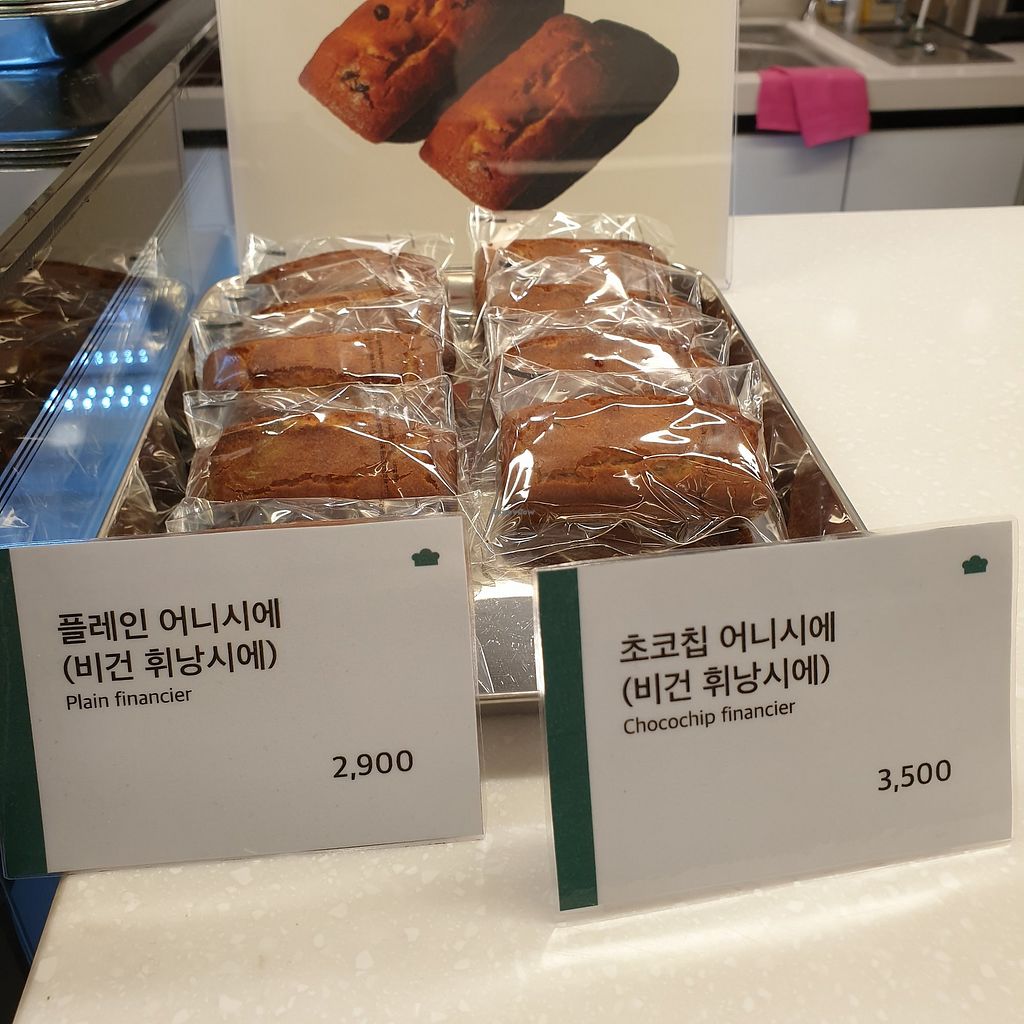 플레인 어니시에
(비건 휘낭시에)
Plain financier
2,900
초코칩 어니시에
(비건 휘낭시에)
Chocochip financier
3,500